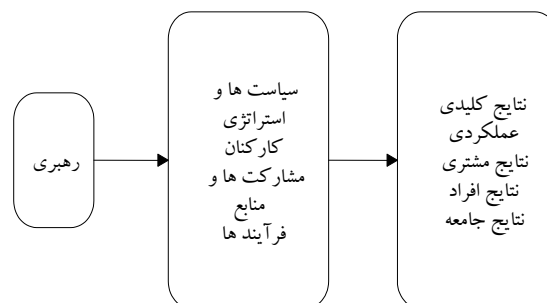 رهبری
سیاست ها و
استراتژی
کارکنان
مشارکت ها و
منابع
فرآیند ها
نتایج کلیدی
عملکردی
نتایج مشتری
نتایج افراد
نتایج جامعه